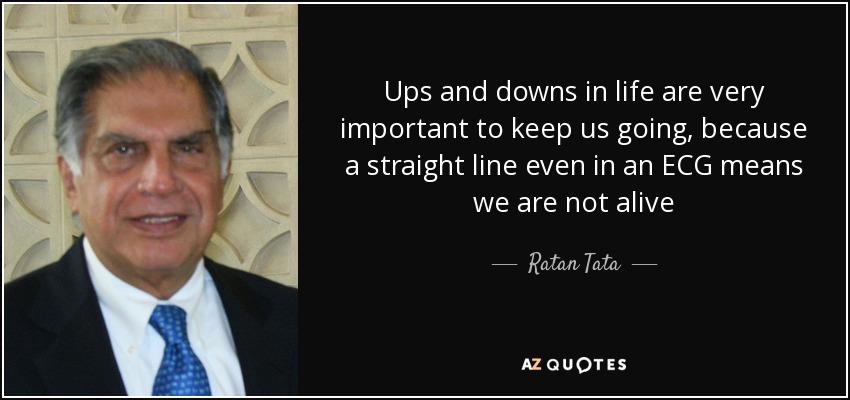 Ups and downs in life are very
important to keep us going, because
a straight line even in an ECG means
we are not alive
Ratan Tata
AZ QUOTES